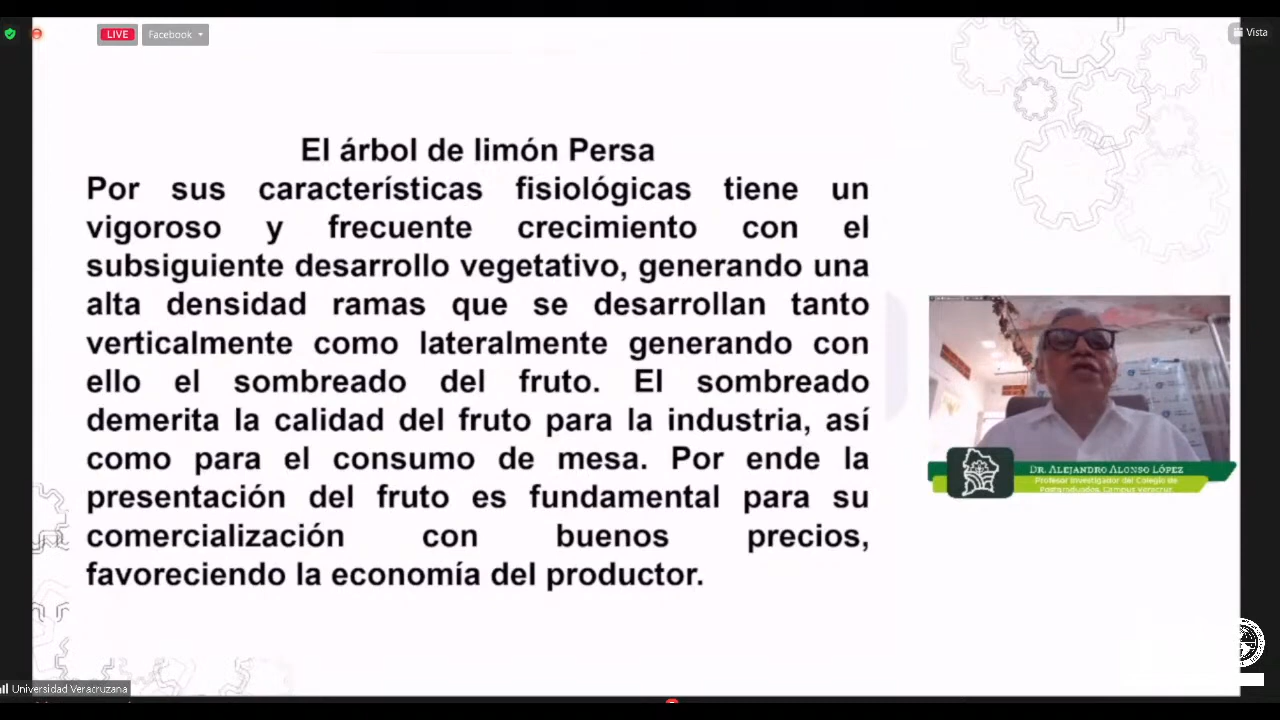 LIVE
Facebook
Vista
El árbol de limón Persa
Por sus características fisiológicas tiene un
vigoroso y frecuente crecimiento con el
subsiguiente desarrollo vegetativo, generando una
alta densidad ramas que se desarrollan tanto
verticalmente como lateralmente generando con
ello el sombreado del fruto. El sombreado
demerita la calidad del fruto para la industria, así
como para el consumo de mesa. Por ende la
presentación del fruto es fundamental para su
comercialización con buenos precios,
favoreciendo la economía del productor.
Dr. Alejandro Alonso López
Profesor Investigador del Colegio de
Postgraduados, Campus Veracruz
Universidad Veracruzana